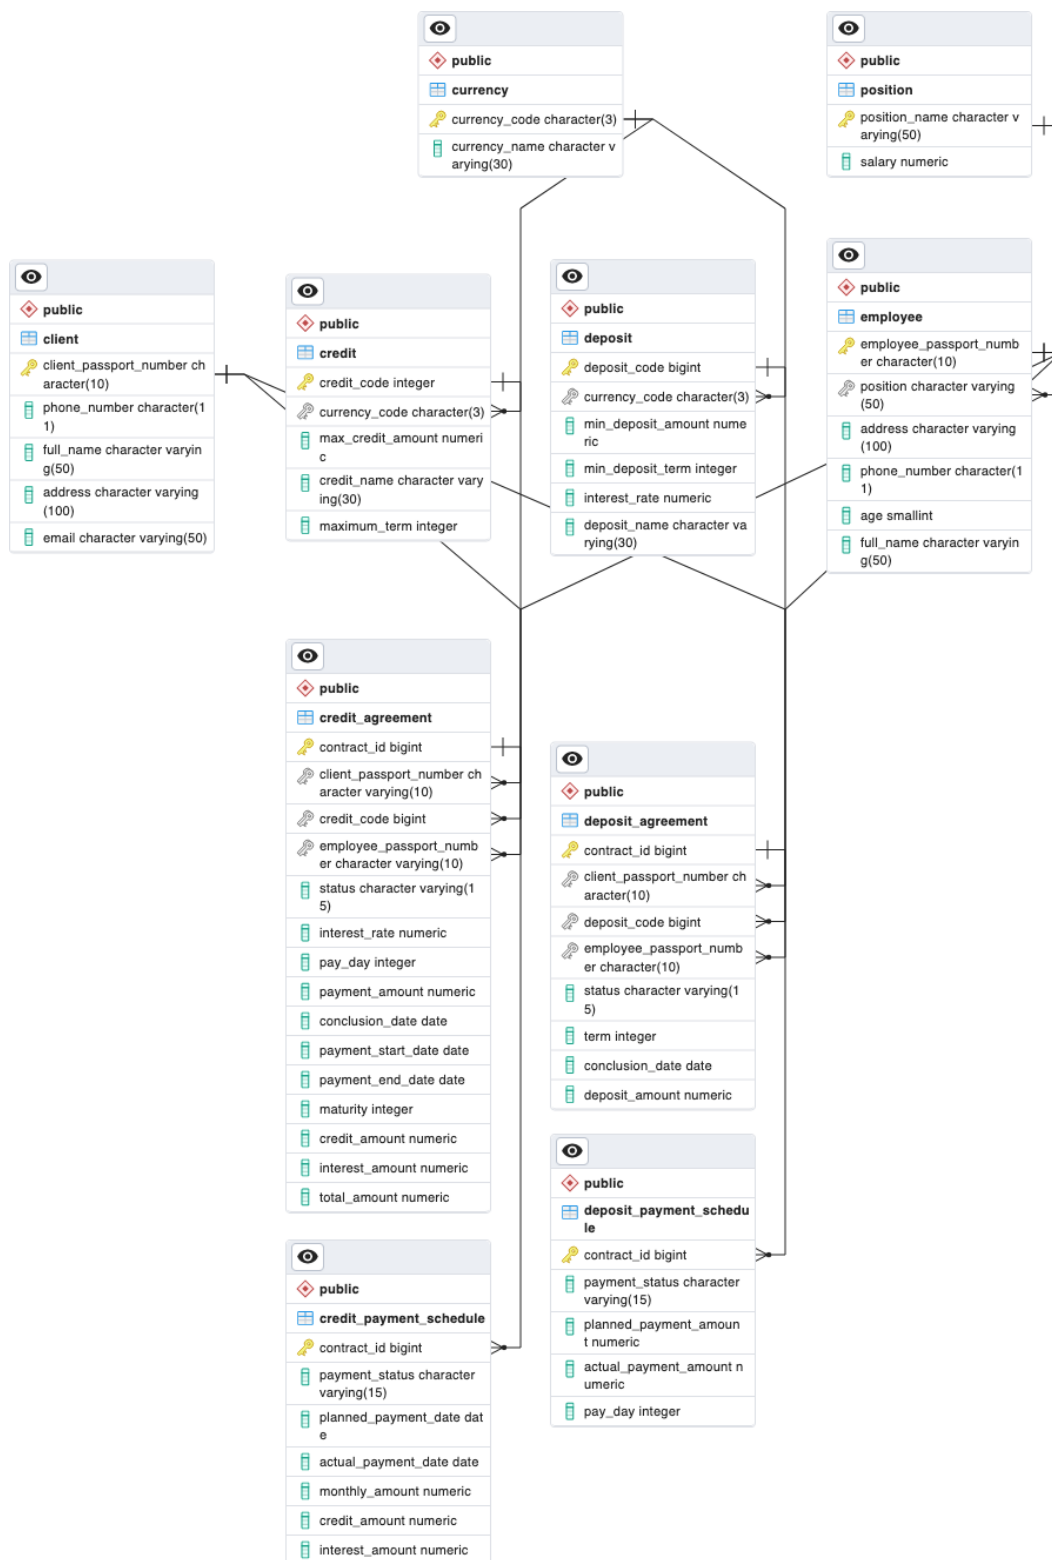 public
currency
currency_code character(3)
currency_name character v
arying(30)
public
position
position_name character v
arying(50)
salary numeric
public
client
client_passport_number ch
aracter(10)
phone_number character(1
1)
full_name character varyin
g(50)
address character varying
(100)
email character varying(50)
public
credit
credit_code integer
currency_code character(3)
max_credit_amount numeri
c
credit_name character vary
ing(30)
maximum_term integer
public
deposit
deposit_code bigint
currency_code character(3)
min_deposit_amount nume
ric
min_deposit_term integer
interest_rate numeric
deposit_name character va
rying(30)
public
employee
employee_passport_numb
er character(10)
position character varying
(50)
address character varying
(100)
phone_number character(1
1)
age smallint
full_name character varyin
g(50)
public
credit_agreement
contract_id bigint
client_passport_number ch
aracter varying(10)
credit_code bigint
employee_passport_numb
er character varying(10)
status character varying(1
5)
interest_rate numeric
pay_day integer
payment_amount numeric
conclusion_date date
payment_start_date date
payment_end_date date
maturity integer
credit_amount numeric
interest_amount numeric
total_amount numeric
public
deposit_agreement
contract_id bigint
client_passport_number ch
aracter(10)
deposit_code bigint
employee_passport_numb
er character(10)
status character varying(1
5)
term integer
conclusion_date date
deposit_amount numeric
public
deposit_payment_schedu
le
contract_id bigint
payment_status character
varying(15)
planned_payment_amoun
t numeric
actual_payment_amount n
umeric
pay_day integer
public
credit_payment_schedule
contract_id bigint
payment_status character
varying(15)
planned_payment_date dat
e
actual_payment_date date
monthly_amount numeric
credit_amount numeric
interest_amount numeric